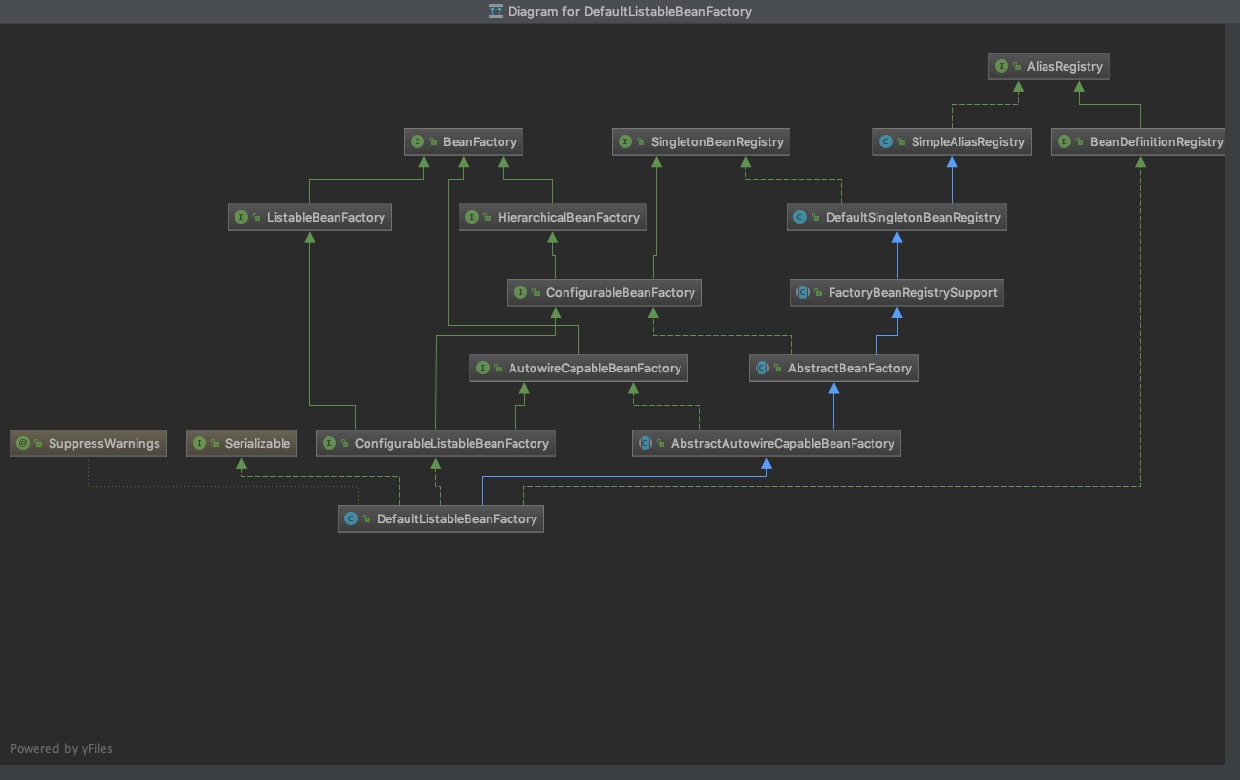 Diagram for DefaultListableBeanFactory
AliasRegistry
BeanFactory
SingletonBeanRegistry
SimpleAliasRegistry
BeanDefinitionRegistry
ListableBeanFactory
HierarchicalBeanFactory
DefaultSingletonBeanRegistry
ConfigurableBeanFactory
FactoryBeanRegistrySupport
AutowireCapableBeanFactory
AbstractBeanFactory
SuppressWarnings
Serializable
ConfigurableListableBeanFactory
AbstractAutowireCapableBeanFactory
DefaultListableBeanFactory
Powered by yFiles